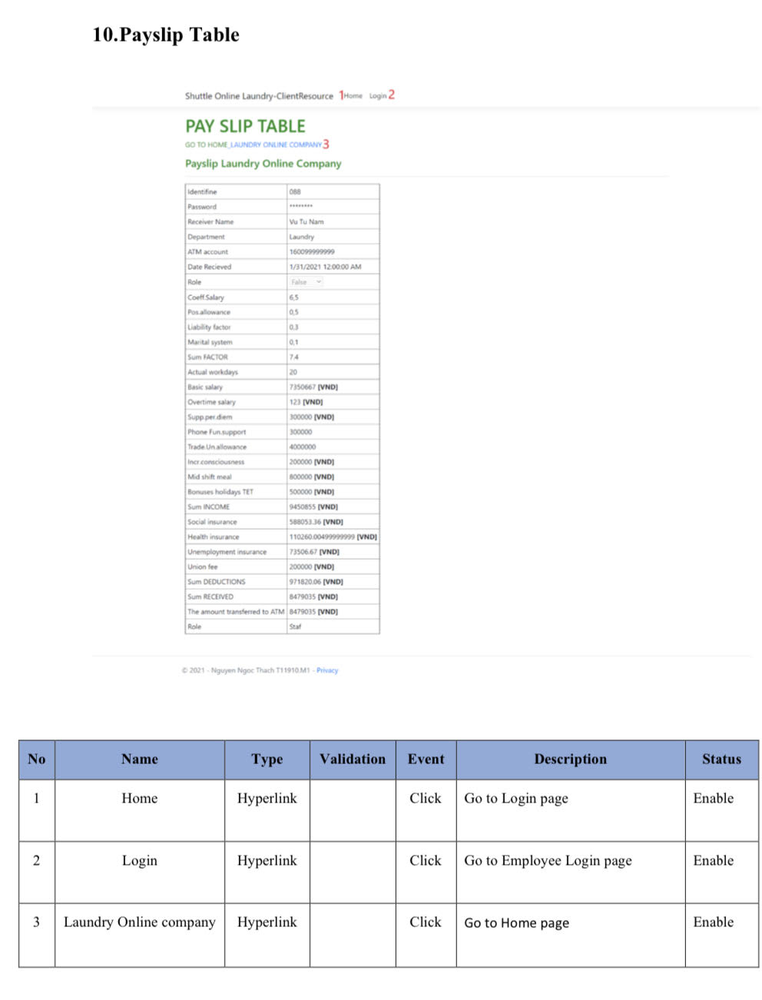 10.Payslip Table
Shuttle Online Laundry-ClientResource 1 Home Login 2
PAY SLIP TABLE
GO TO HOME_LAUNDRY ONLINE COMPANY 3
Payslip Laundry Online Company
Identifine 088
Password ********
Receiver Name Vu Tu Nam
Department Laundry
ATM account 160099999999
Date Recieved 1/31/2021 12:00:00 AM
Role False
Coeff.Salary 6,5
Pos.allowance 0,5
Liability factor 0,3
Marital system 0,1
Sum FACTOR 7.4
Actual workdays 20
Basic salary 7350667 [VND]
Overtime salary 123 [VND]
Supp.per.diem 300000 [VND]
Phone Fun.support 300000
Trade.Un.allowance 4000000
Incr.consciousness 200000 [VND]
Mid shift meal 800000 [VND]
Bonuses holidays TET 500000 [VND]
Sum INCOME 9450855 [VND]
Social insurance 588053.36 [VND]
Health insurance 110260.00499999999 [VND]
Unemployment insurance 73506.67 [VND]
Union fee 200000 [VND]
Sum DEDUCTIONS 971820.06 [VND]
Sum RECEIVED 8479035 [VND]
The amount transferred to ATM 8479035 [VND]
Role Staf
© 2021 - Nguyen Ngoc Thach T11910.M1 - Privacy
No Name Type Validation Event Description Status
1 Home Hyperlink Click Go to Login page Enable
2 Login Hyperlink Click Go to Employee Login page Enable
3 Laundry Online company Hyperlink Click Go to Home page Enable